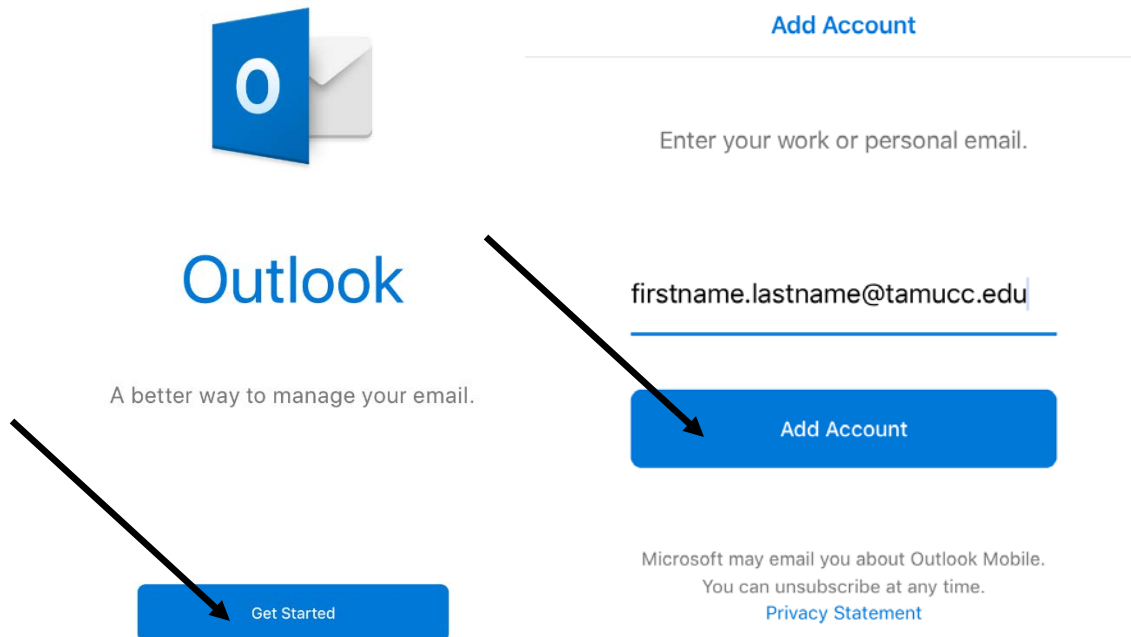 O
Outlook
A better way to manage your email.
Get Started
Add Account
Enter your work or personal email.
firstname.lastname@tamucc.edu
Add Account
Microsoft may email you about Outlook Mobile.
You can unsubscribe at any time.
Privacy Statement